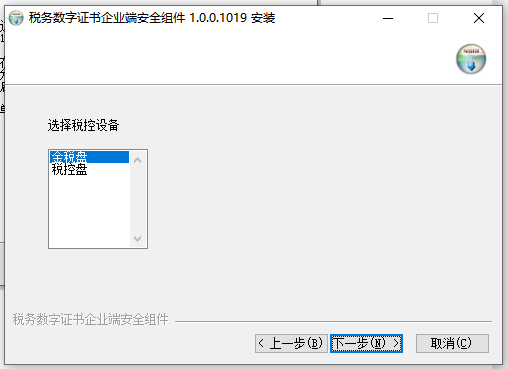 税务数字证书企业端安全组件 1.0.0.1019 安装
选择税控设备
金税盘
税控盘
税务数字证书企业端安全组件
< 上一步(B)
下一步(N) >
取消(C)